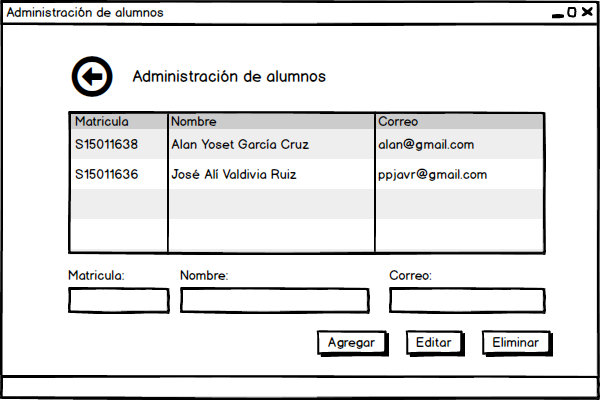 Administración de alumnos
Administración de alumnos
Matricula Nombre Correo
S15011638 Alan Yoset García Cruz alan@gmail.com
S15011636 José Alí Valdivia Ruiz ppjavr@gmail.com
Matricula: Nombre: Correo:
Agregar Editar Eliminar